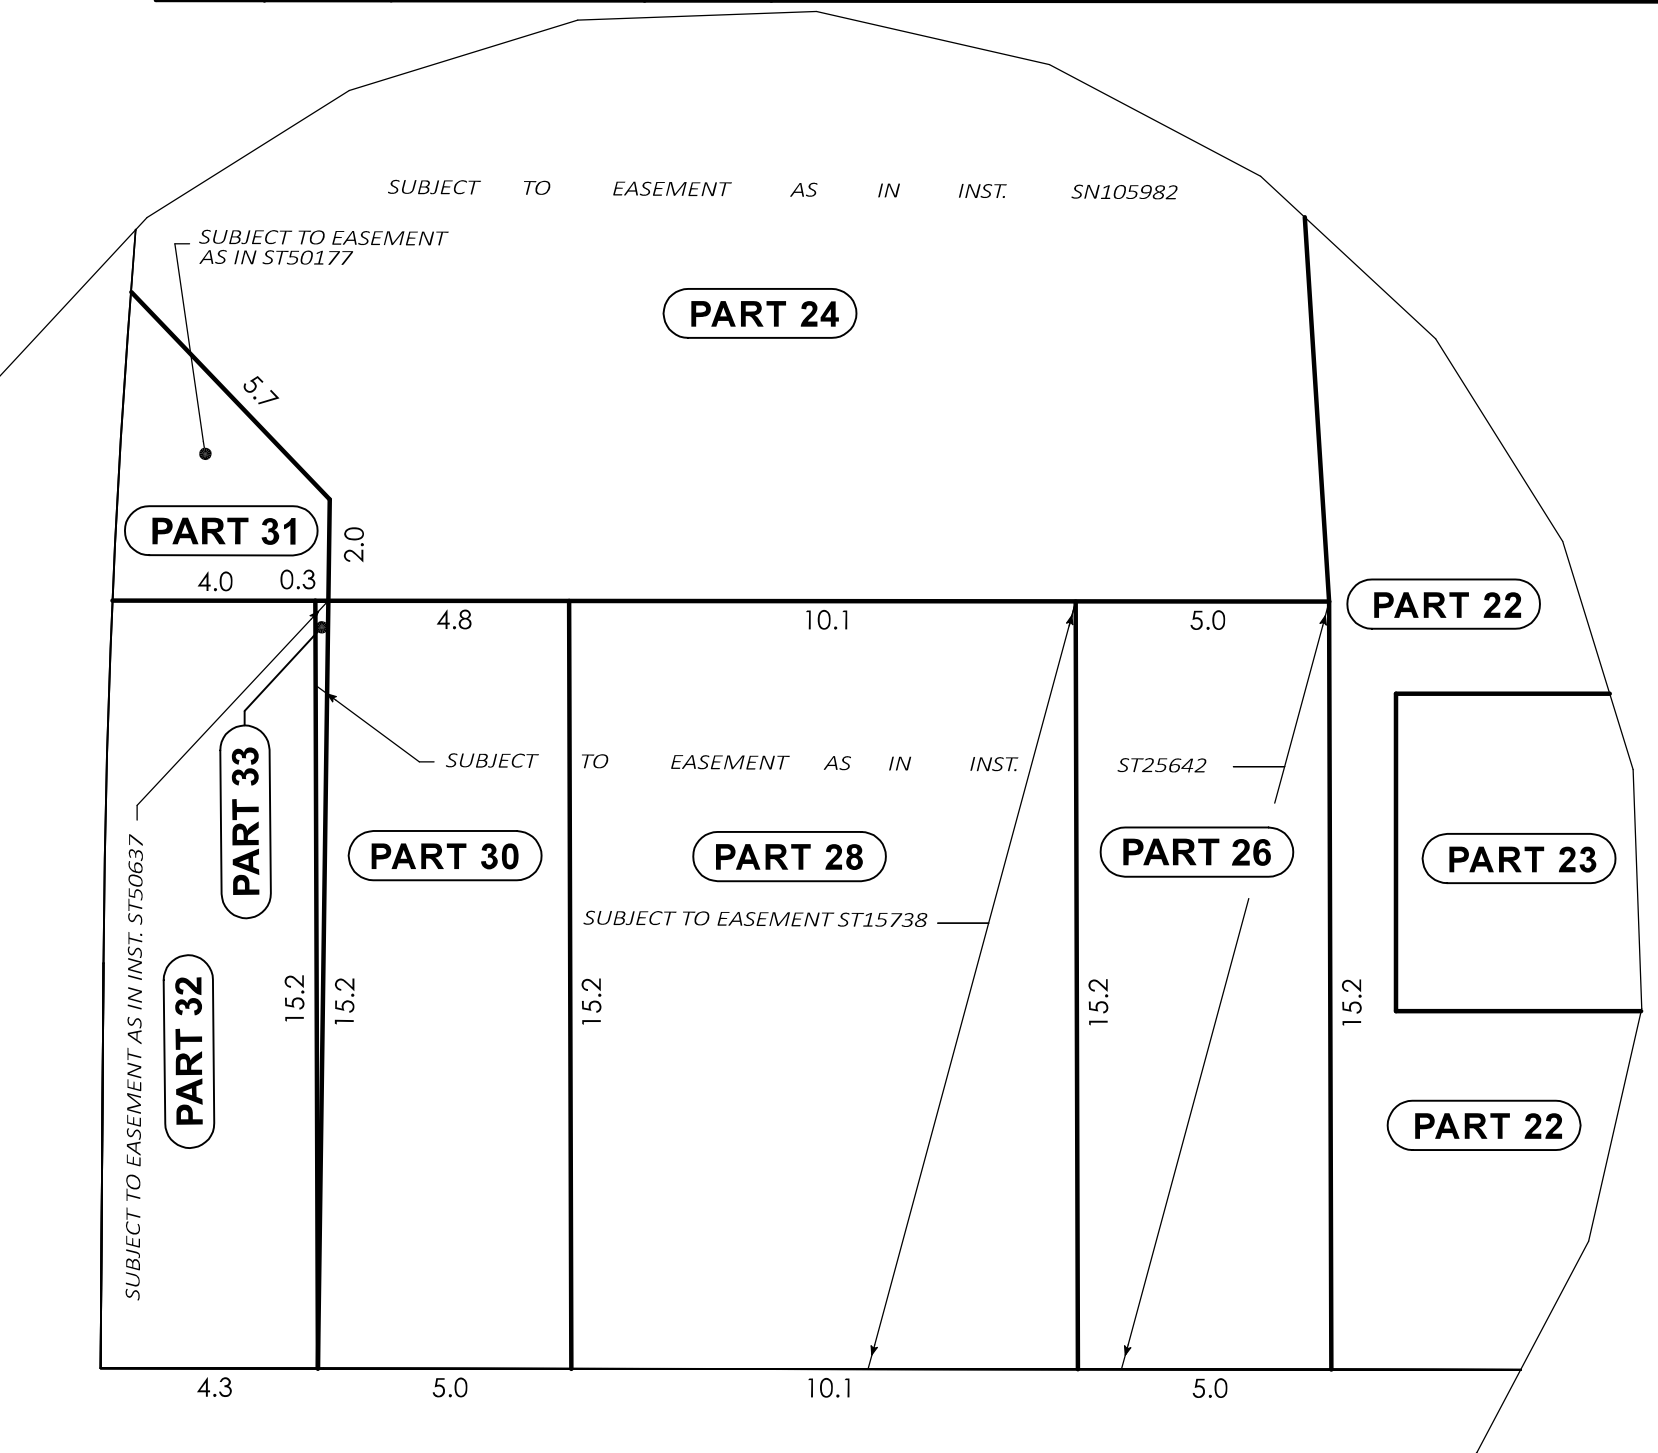 SUBJECT TO EASEMENT AS IN INST. SN105982
SUBJECT TO EASEMENT
AS IN ST50177
PART 24
5.7
PART 31
2.0
4.0 0.3
4.8 10.1 5.0
PART 22
SUBJECT TO EASEMENT AS IN INST. ST25642
PART 33
PART 30
PART 28
PART 26
PART 23
SUBJECT TO EASEMENT ST15738
SUBJECT TO EASEMENT AS IN INST. ST50637
PART 32
15.2 15.2 15.2 15.2 15.2
PART 22
4.3 5.0 10.1 5.0